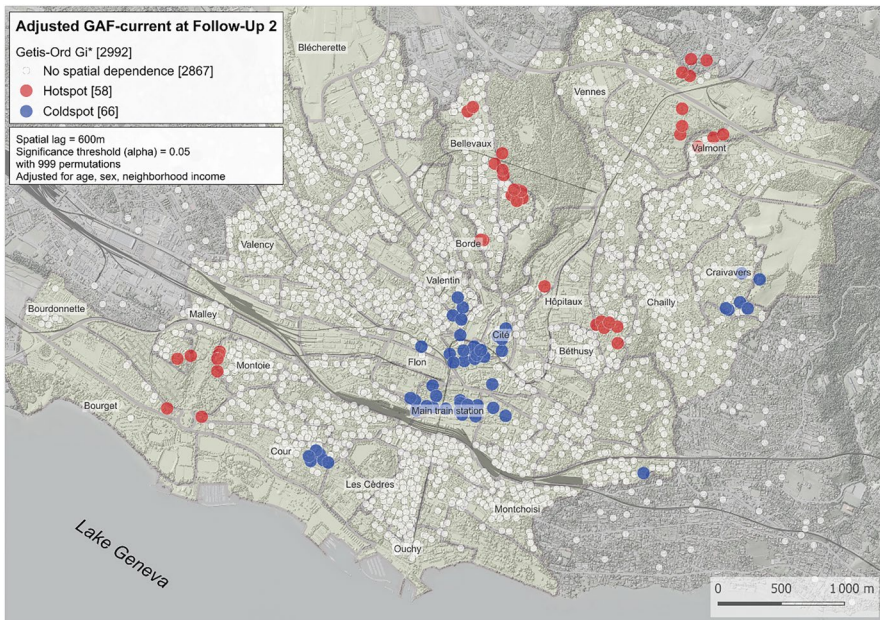 Adjusted GAF-current at Follow-Up 2
Getis-Ord Gi* [2992]
No spatial dependence [2867]
Hotspot [58]
Coldspot [66]
Spatial lag = 600m
Significance threshold (alpha) = 0.05
with 999 permutations
Adjusted for age, sex, neighborhood income
Blécherette
Vennes
Bellevaux
Valmont
Valency
Borde
Craivavers
Valentin
Hôpitaux
Chailly
Bourdonnette
Malley
Cité
Flon
Béthusy
Montoie
Bourget
Main train station
Cour
Les Cèdres
Montchoisi
Ouchy
Lake Geneva
0 500 1000 m